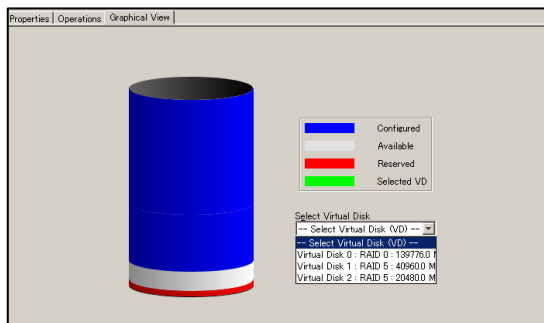 Properties Operations Graphical View
Configured
Available
Reserved
Selected VD
Select Virtual Disk
-- Select Virtual Disk (VD) --
-- Select Virtual Disk (VD) --
Virtual Disk 0 : RAID 0 : 139776.0
Virtual Disk 1 : RAID 5 : 40960.0 M
Virtual Disk 2 : RAID 5 : 20480.0 M